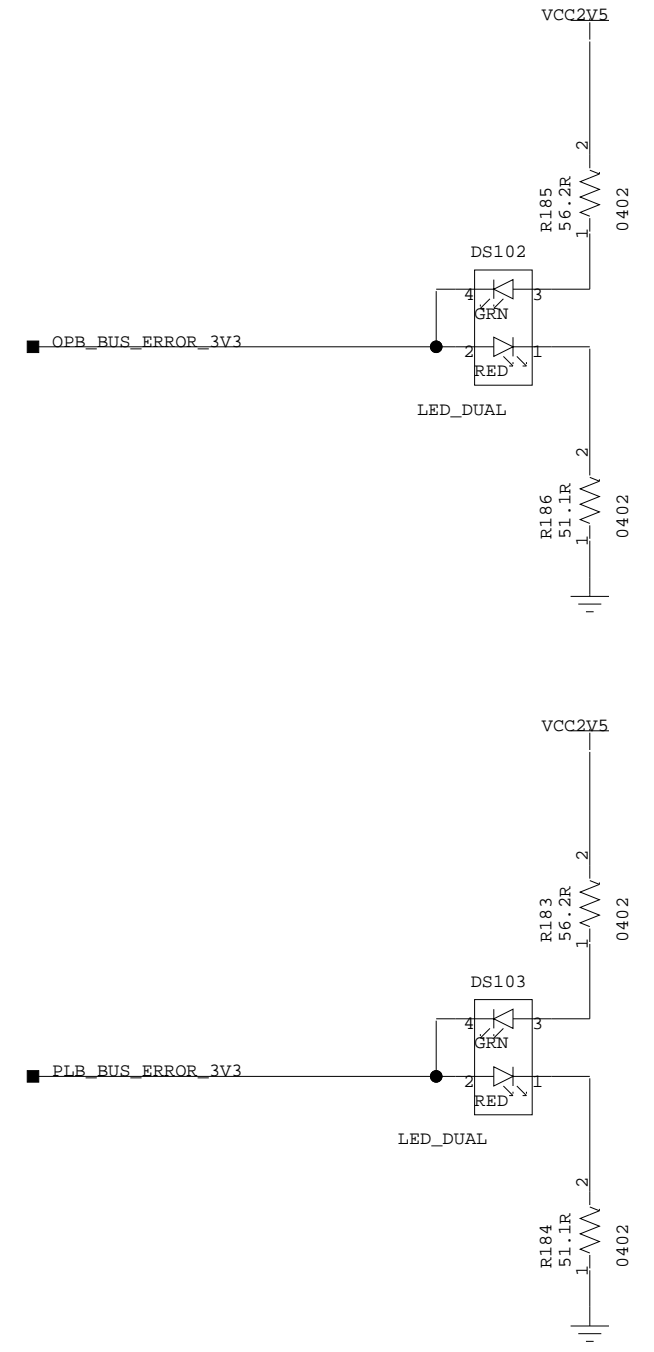 VCC2V5
2
R185
56.2R
0402
1
DS102
4
3
GRN
OPB_BUS_ERROR_3V3
2
1
RED
LED_DUAL
2
R186
51.1R
0402
1
VCC2V5
2
R183
56.2R
0402
1
DS103
4
3
GRN
PLB_BUS_ERROR_3V3
2
1
RED
LED_DUAL
2
R184
51.1R
0402
1